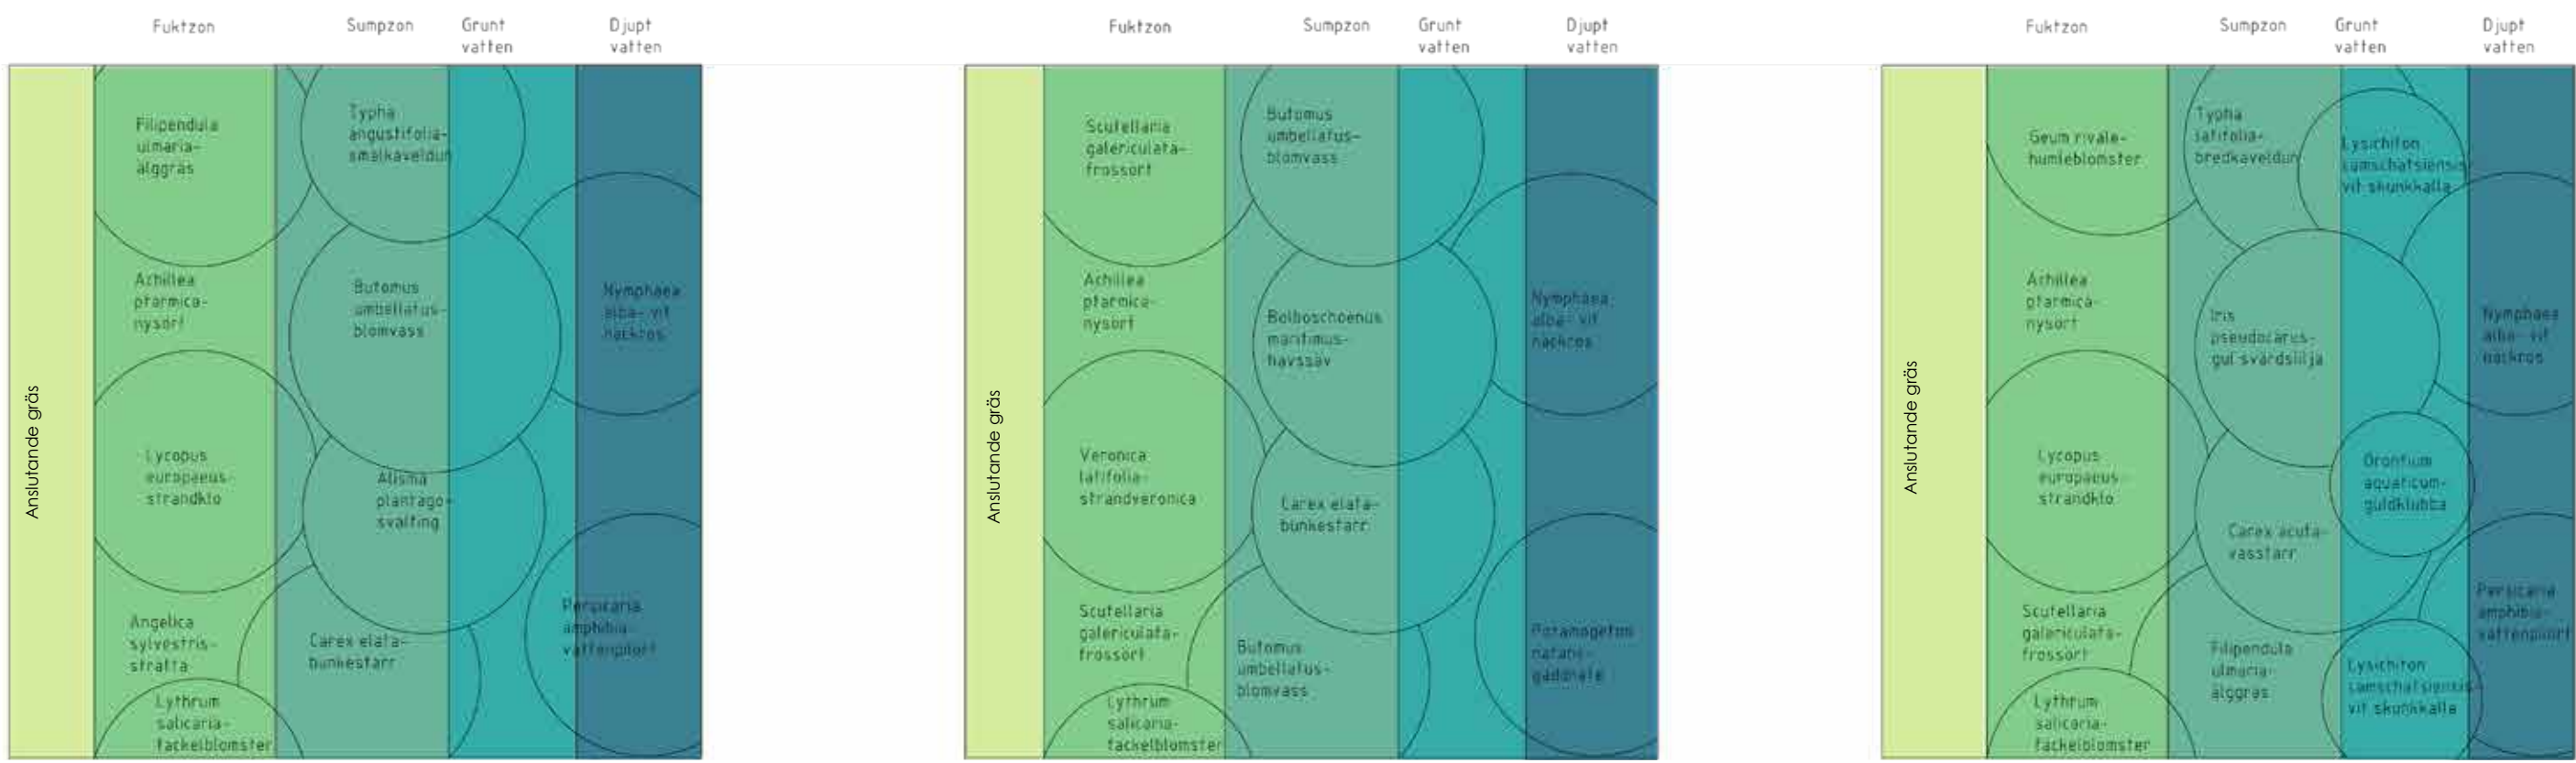 Fuktzon
Sumpzon
Grunt
vatten
Djupt
vatten
Anslutande gräs
Filipendula
ulmaria-
älggräs
Achillea
ptarmica-
nysört
Lycopus
europaeus-
strandklo
Angelica
sylvestris-
strätta
Lythrum
salicaria-
fackelblomster
Typha
angustifolia-
smalkaveldun
Butomus
umbellatus-
blomvass
Alisma
plantago-
svalting
Carex elata-
bunkestarr
Nymphaea
alba- vit
näckros
Persicaria
amphibia-
vattenpilört
Fuktzon
Sumpzon
Grunt
vatten
Djupt
vatten
Anslutande gräs
Scutellaria
galericulata-
frossört
Achillea
ptarmica-
nysört
Veronica
latifolia-
strandveronica
Scutellaria
galericulata-
frossört
Lythrum
salicaria-
fackelblomster
Butomus
umbellatus-
blomvass
Bolboschoenus
maritimus-
havssäv
Carex elata-
bunkestarr
Butomus
umbellatus-
blomvass
Nymphaea
alba- vit
näckros
Potamogeton
natans-
gäddnate
Fuktzon
Sumpzon
Grunt
vatten
Djupt
vatten
Anslutande gräs
Geum rivale-
humleblomster
Achillea
ptarmica-
nysört
Lycopus
europaeus-
strandklo
Scutellaria
galericulata-
frossört
Lythrum
salicaria-
fackelblomster
Typha
latifolia-
bredkaveldun
Iris
pseudocarus-
gul svärdslilja
Carex acuta-
vasstarr
Filipendula
ulmaria-
älggräs
Lysichiton
camschatsiensis-
vit skunkkalla
Orontium
aquaticum-
guldklubba
Lysichiton
camschatsiensis-
vit skunkkalla
Nymphaea
alba- vit
näckros
Persicaria
amphibia-
vattenpilört